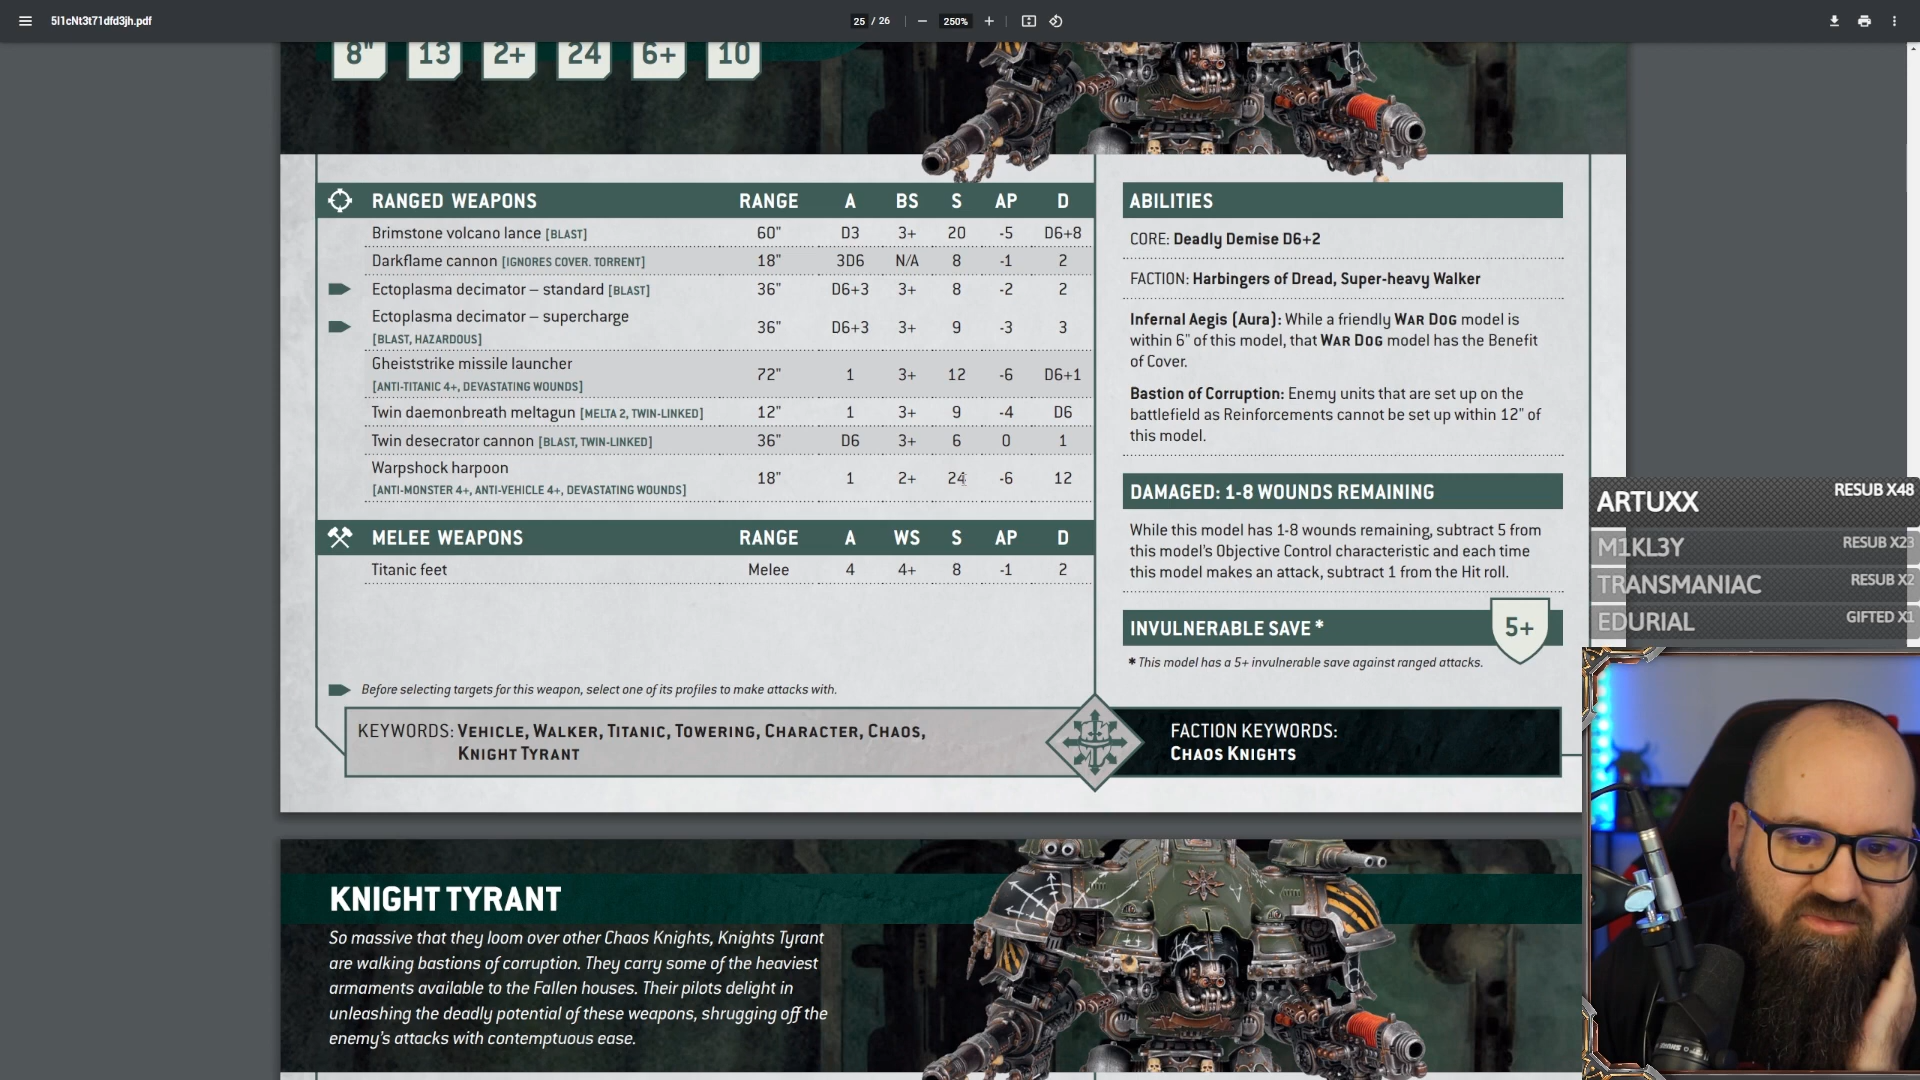 5l1cNt3t71dfd3jh.pdf
25 / 26
250%
8" 13 2+ 24 6+ 10
RANGED WEAPONS RANGE A BS S AP D
Brimstone volcano lance [BLAST] 60" D3 3+ 20 -5 D6+8
Darkflame cannon [IGNORES COVER. TORRENT] 18" 3D6 N/A 8 -1 2
Ectoplasma decimator – standard [BLAST] 36" D6+3 3+ 8 -2 2
Ectoplasma decimator – supercharge
[BLAST, HAZARDOUS] 36" D6+3 3+ 9 -3 3
Gheiststrike missile launcher
[ANTI-TITANIC 4+, DEVASTATING WOUNDS] 72" 1 3+ 12 -6 D6+1
Twin daemonbreath meltagun [MELTA 2, TWIN-LINKED] 12" 1 3+ 9 -4 D6
Twin desecrator cannon [BLAST, TWIN-LINKED] 36" D6 3+ 6 0 1
Warpshock harpoon
[ANTI-MONSTER 4+, ANTI-VEHICLE 4+, DEVASTATING WOUNDS] 18" 1 2+ 24 -6 12
MELEE WEAPONS RANGE A WS S AP D
Titanic feet Melee 4 4+ 8 -1 2
Before selecting targets for this weapon, select one of its profiles to make attacks with.
KEYWORDS: VEHICLE, WALKER, TITANIC, TOWERING, CHARACTER, CHAOS,
KNIGHT TYRANT
ABILITIES
CORE: Deadly Demise D6+2
FACTION: Harbingers of Dread, Super-heavy Walker
Infernal Aegis (Aura): While a friendly WAR DOG model is
within 6" of this model, that WAR DOG model has the Benefit
of Cover.
Bastion of Corruption: Enemy units that are set up on the
battlefield as Reinforcements cannot be set up within 12" of
this model.
DAMAGED: 1-8 WOUNDS REMAINING
While this model has 1-8 wounds remaining, subtract 5 from
this model's Objective Control characteristic and each time
this model makes an attack, subtract 1 from the Hit roll.
INVULNERABLE SAVE * 5+
* This model has a 5+ invulnerable save against ranged attacks.
FACTION KEYWORDS:
CHAOS KNIGHTS
ARTUXX RESUB X48
M1KL3Y RESUB X23
TRANSMANIAC RESUB X2
EDURIAL GIFTED X1
KNIGHT TYRANT
So massive that they loom over other Chaos Knights, Knights Tyrant
are walking bastions of corruption. They carry some of the heaviest
armaments available to the Fallen houses. Their pilots delight in
unleashing the deadly potential of these weapons, shrugging off the
enemy's attacks with contemptuous ease.